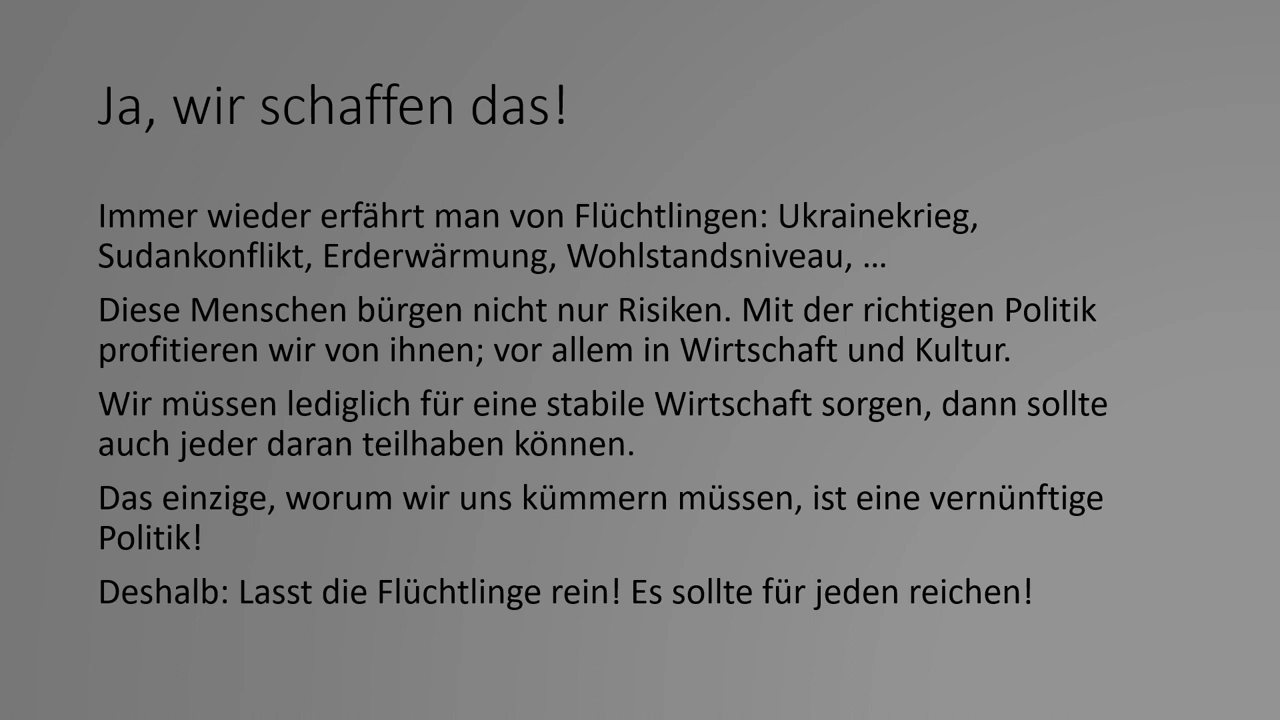 Ja, wir schaffen das!
Immer wieder erfährt man von Flüchtlingen: Ukrainekrieg,
Sudankonflikt, Erderwärmung, Wohlstandsniveau, …
Diese Menschen bürgen nicht nur Risiken. Mit der richtigen Politik
profitieren wir von ihnen; vor allem in Wirtschaft und Kultur.
Wir müssen lediglich für eine stabile Wirtschaft sorgen, dann sollte
auch jeder daran teilhaben können.
Das einzige, worum wir uns kümmern müssen, ist eine vernünftige
Politik!
Deshalb: Lasst die Flüchtlinge rein! Es sollte für jeden reichen!